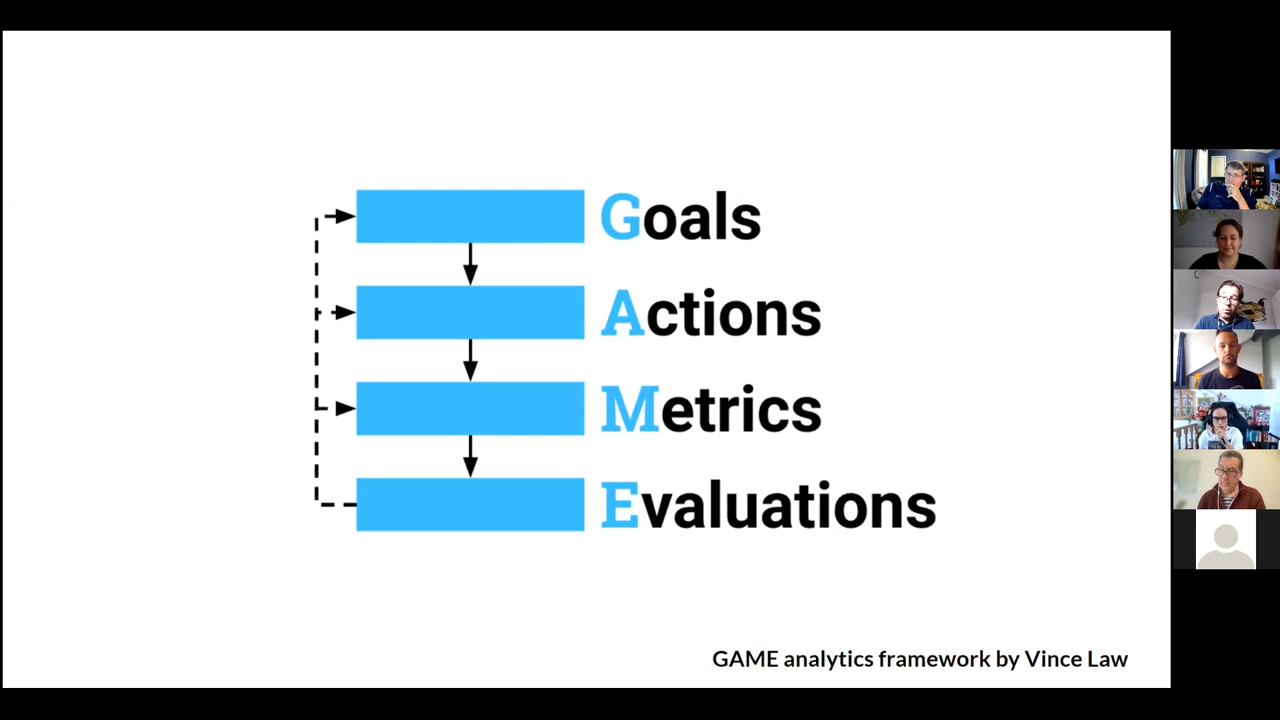 Goals
Actions
Metrics
Evaluations
GAME analytics framework by Vince Law